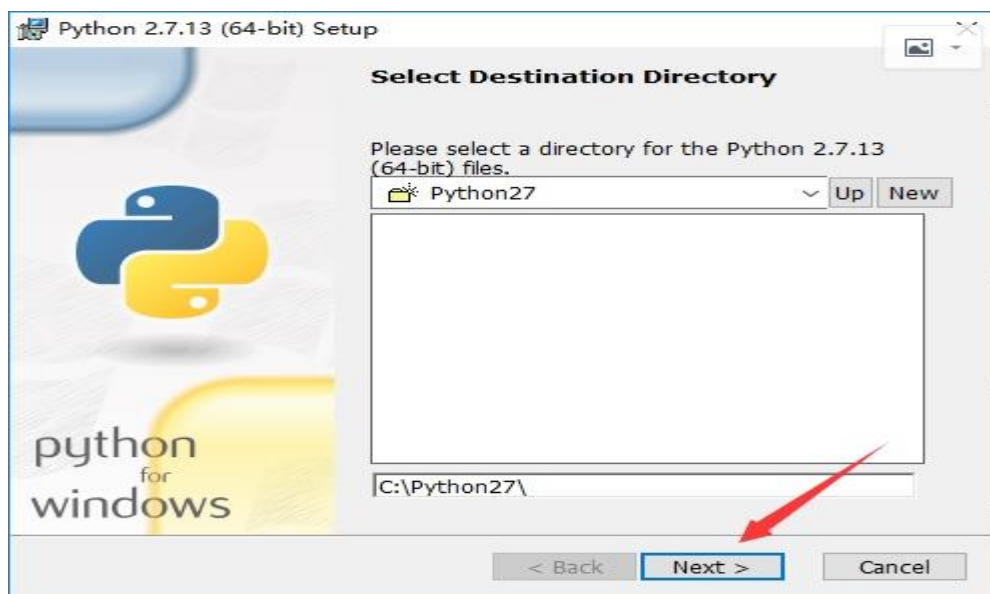 Python 2.7.13 (64-bit) Setup
Select Destination Directory
Please select a directory for the Python 2.7.13
(64-bit) files.
Python27
Up
New
python
for
windows
C:\Python27\
< Back
Next >
Cancel